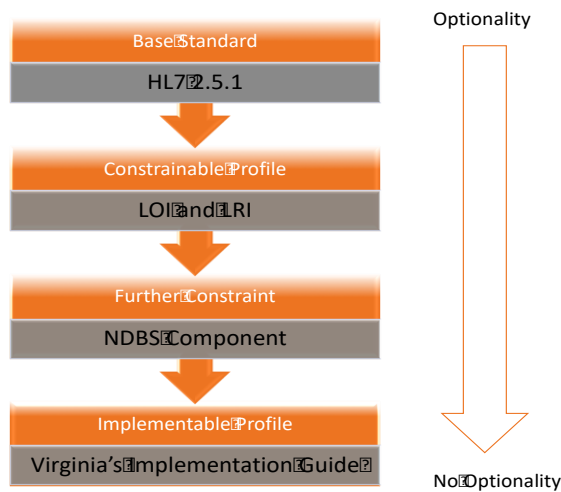 Optionality
Base Standard
HL7 2.5.1
Constrainable Profile
LOI and LRI
Further Constraint
NDBS Component
Implementable Profile
Virginia's Implementation Guide
No Optionality